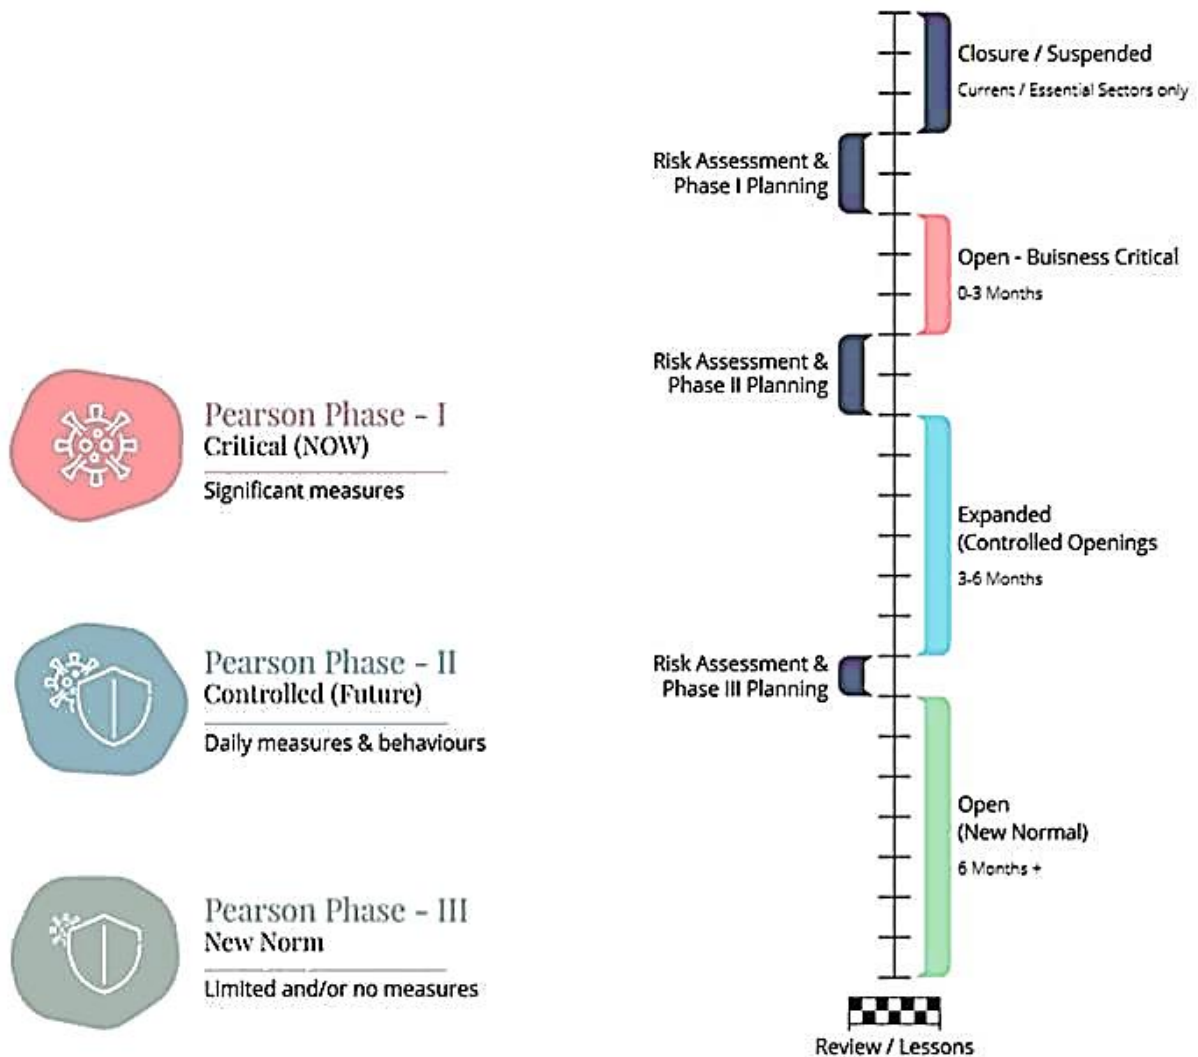 Closure / Suspended
Current / Essential Sectors only
Risk Assessment &
Phase I Planning
Open - Buisness Critical
0-3 Months
Risk Assessment &
Phase II Planning
Pearson Phase - I
Critical (NOW)
Significant measures
Expanded
(Controlled Openings
3-6 Months
Pearson Phase - II
Controlled (Future)
Daily measures & behaviours
Risk Assessment &
Phase III Planning
Open
(New Normal)
6 Months +
Pearson Phase - III
New Norm
Limited and/or no measures
Review / Lessons